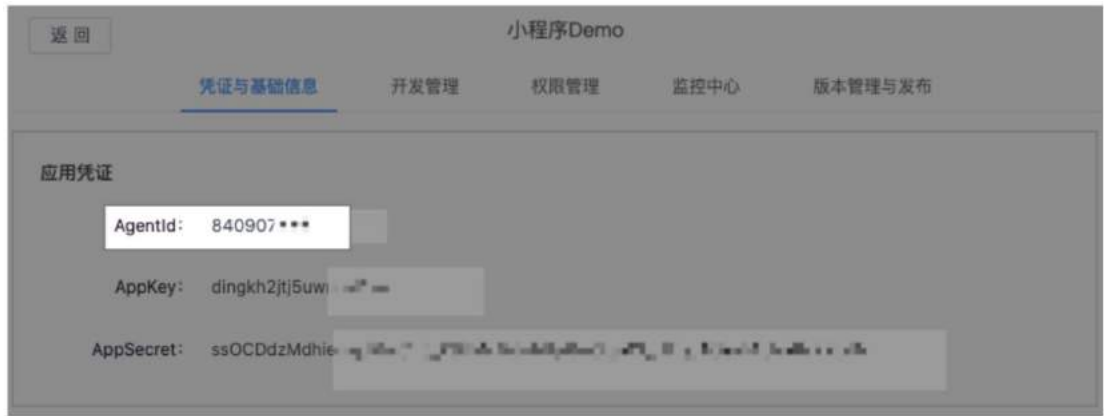 返 回
小程序Demo
凭证与基础信息 开发管理 权限管理 监控中心 版本管理与发布
应用凭证
AgentId： 840907***
AppKey： dingkh2jtj5uw
AppSecret： ssOCDdzMdhie